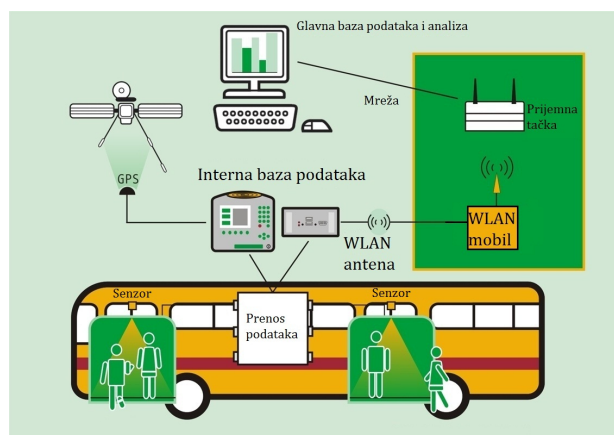 Glavna baza podataka i analiza
Mreža
Prijemna
tačka
GPS
Interna baza podataka
WLAN
antena
WLAN
mobil
Senzor
Senzor
Prenos
podataka